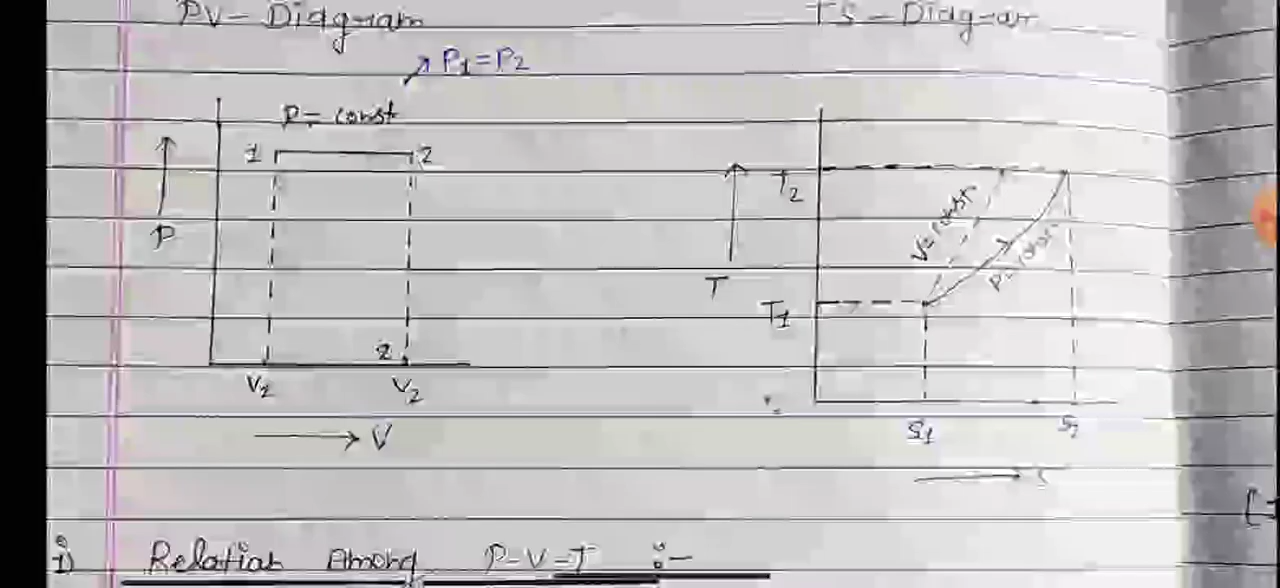 PV - Diagram
TS - Diagram
P₁ = P₂
P = const
1
2
P
2
V₂
V₂
V
T₂
V = const
P = const
T
T₁
S₁
i) Relation Among P-V-T :-